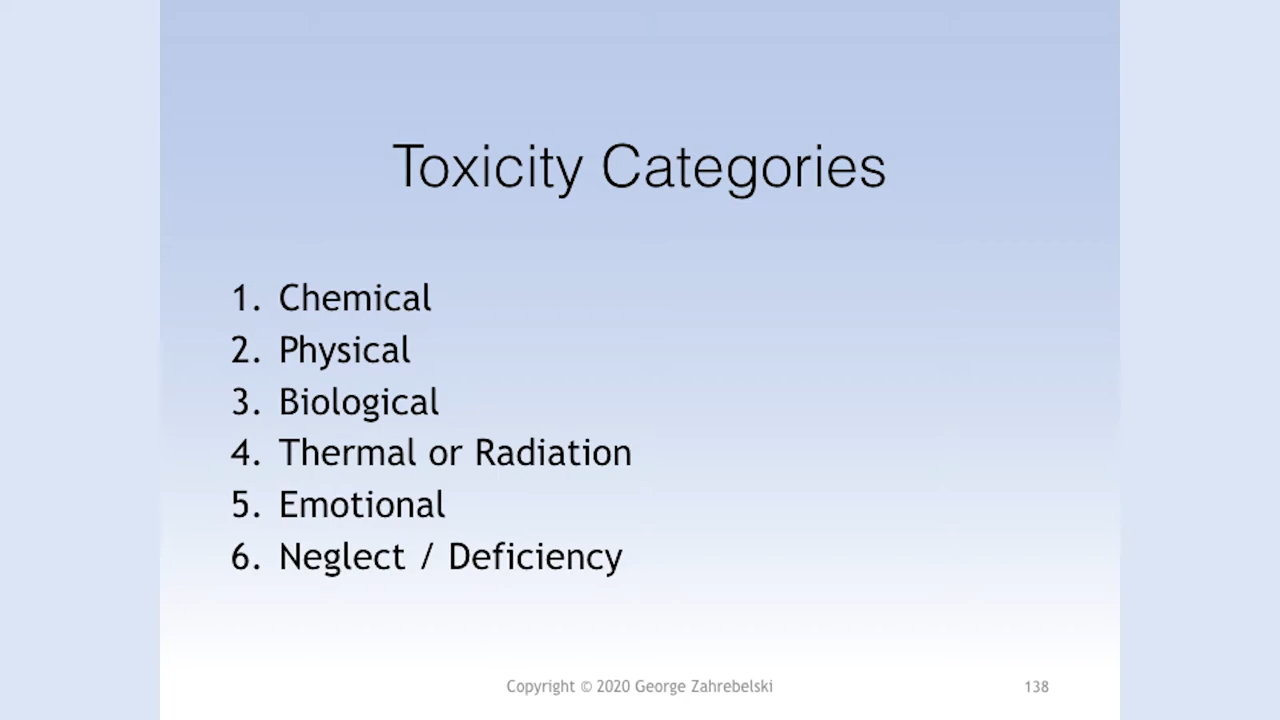 Toxicity Categories
1. Chemical
2. Physical
3. Biological
4. Thermal or Radiation
5. Emotional
6. Neglect / Deficiency
Copyright © 2020 George Zahrebelski
138